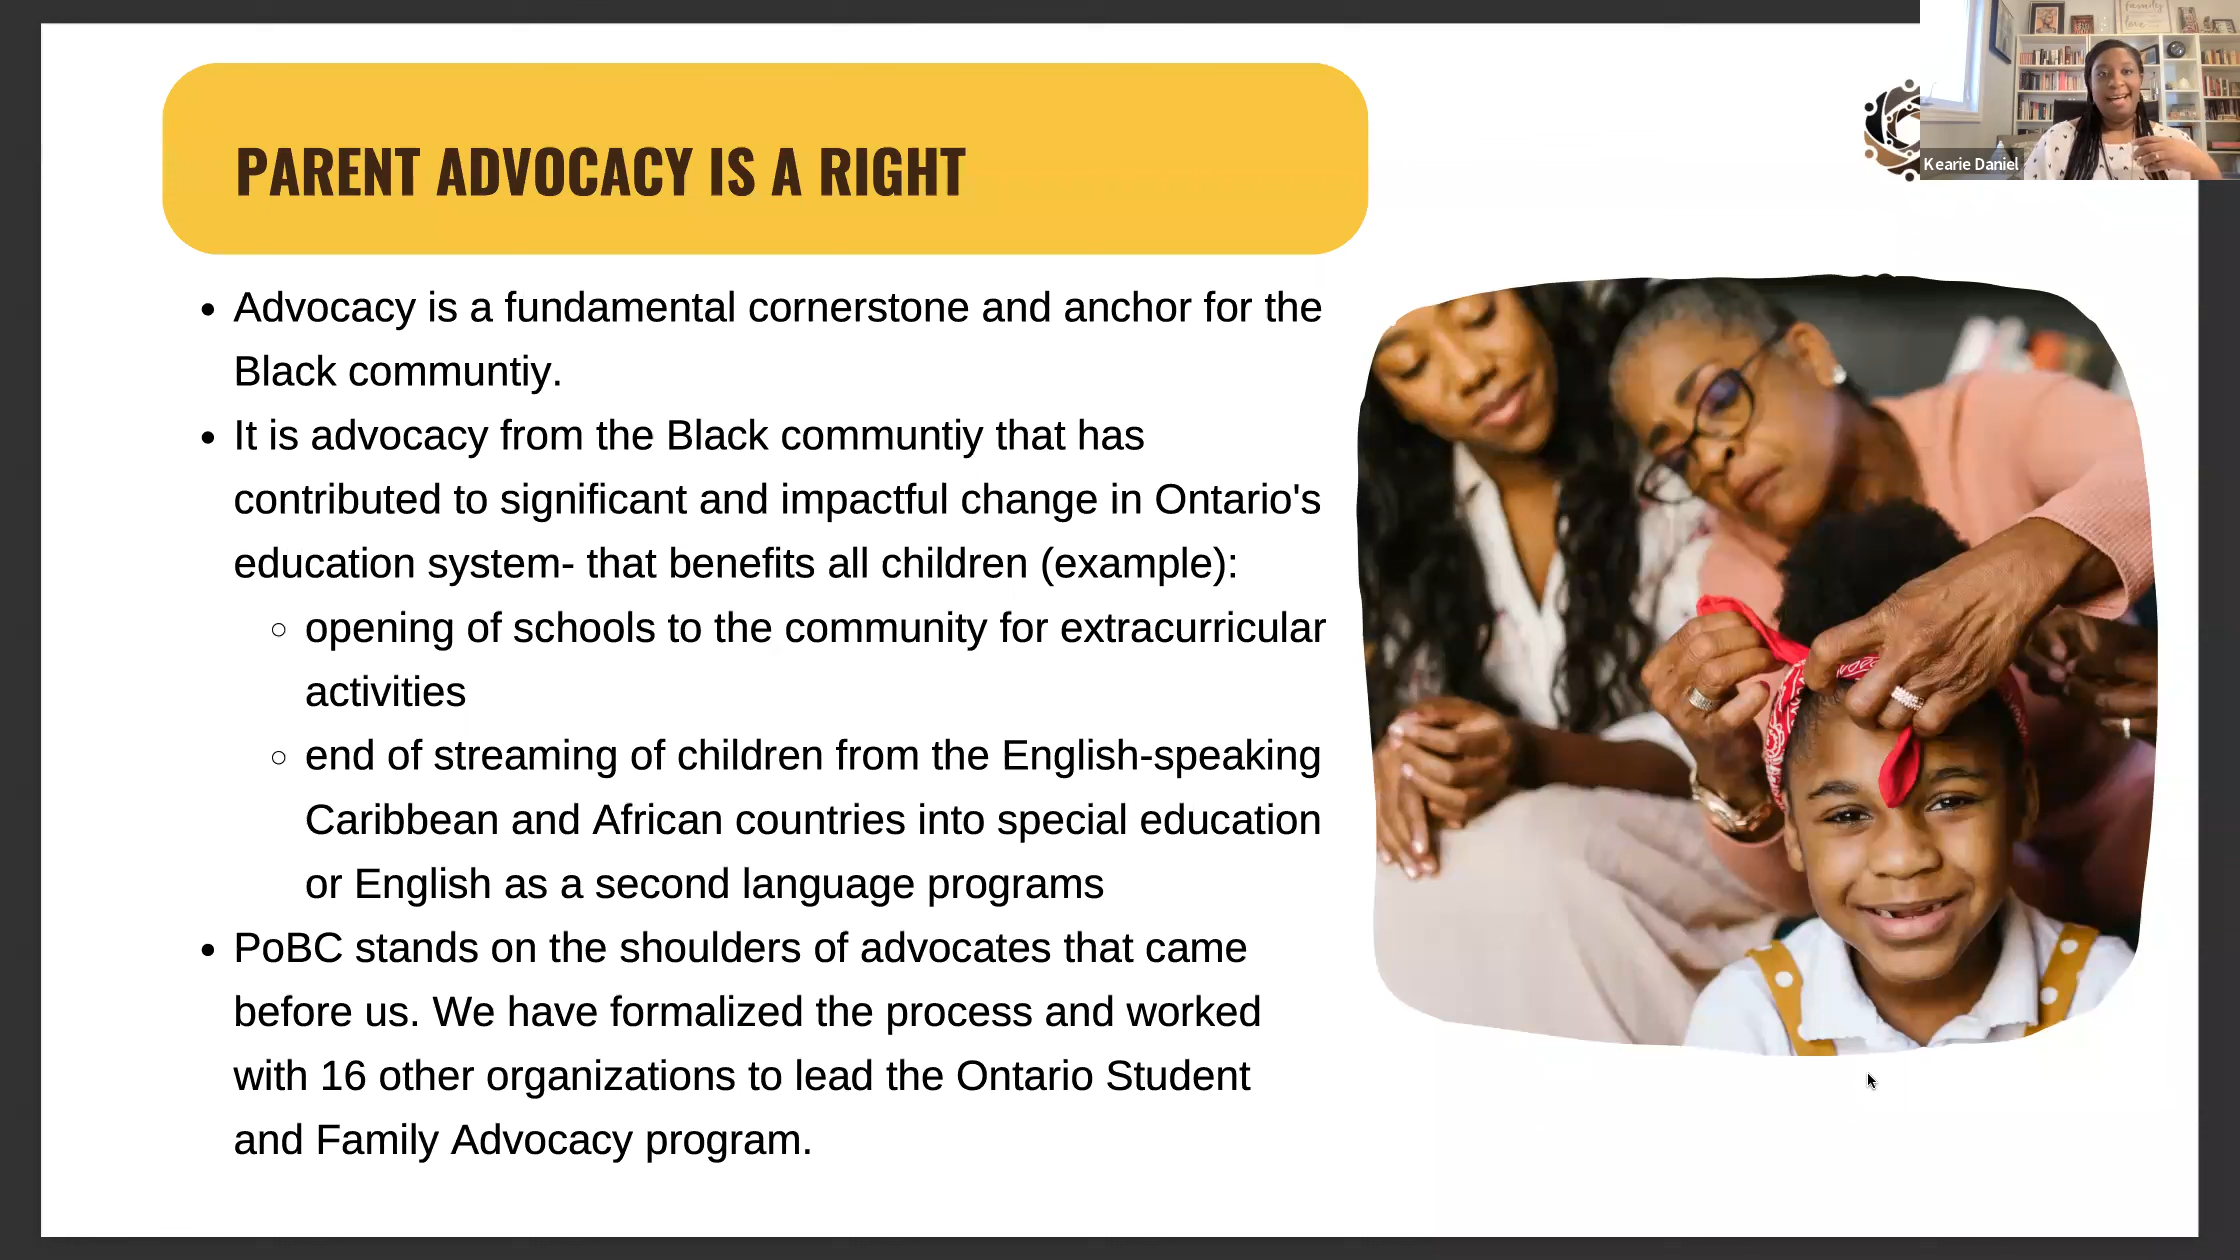 PARENT ADVOCACY IS A RIGHT
family
love
Kearie Daniel
• Advocacy is a fundamental cornerstone and anchor for the
Black communtiy.
• It is advocacy from the Black communtiy that has
contributed to significant and impactful change in Ontario's
education system- that benefits all children (example):
◦ opening of schools to the community for extracurricular
activities
◦ end of streaming of children from the English-speaking
Caribbean and African countries into special education
or English as a second language programs
• PoBC stands on the shoulders of advocates that came
before us. We have formalized the process and worked
with 16 other organizations to lead the Ontario Student
and Family Advocacy program.